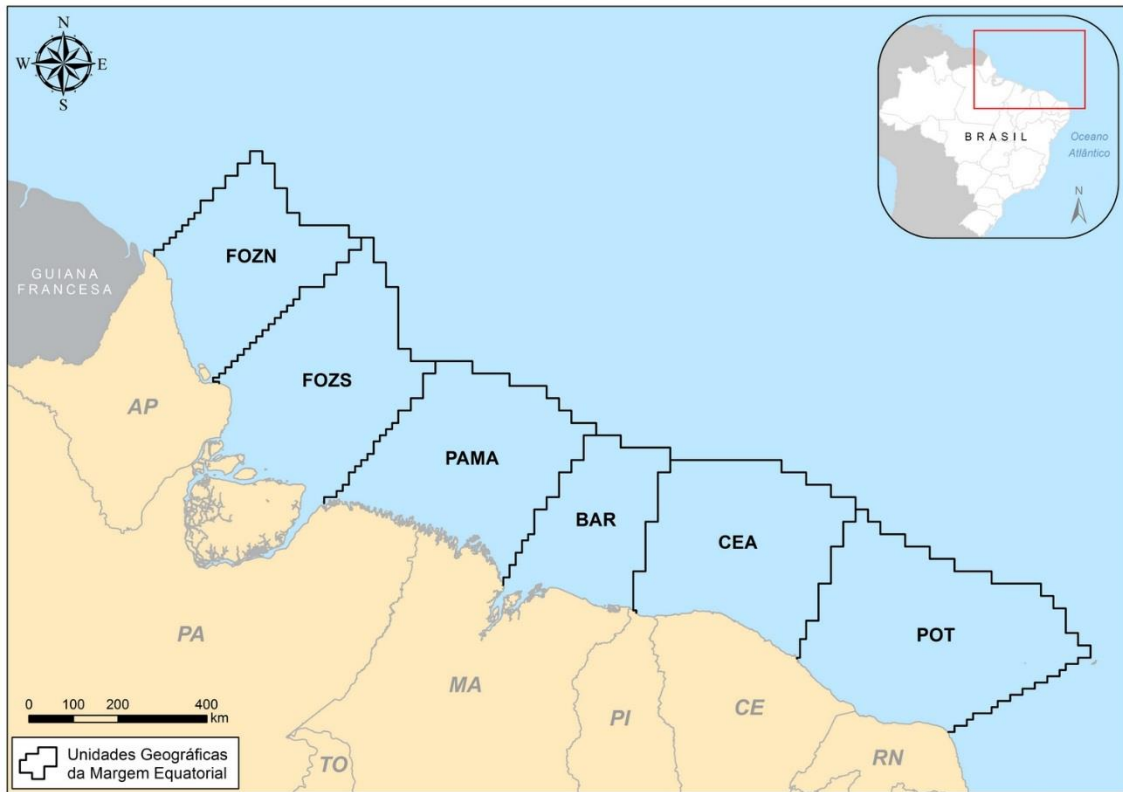 N
W
E
S
BRASIL
Oceano
Atlântico
N
FOZN
GUIANA
FRANCESA
FOZS
AP
PAMA
BAR
CEA
POT
PA
MA
PI
CE
RN
TO
0 100 200 400
km
Unidades Geográficas
da Margem Equatorial